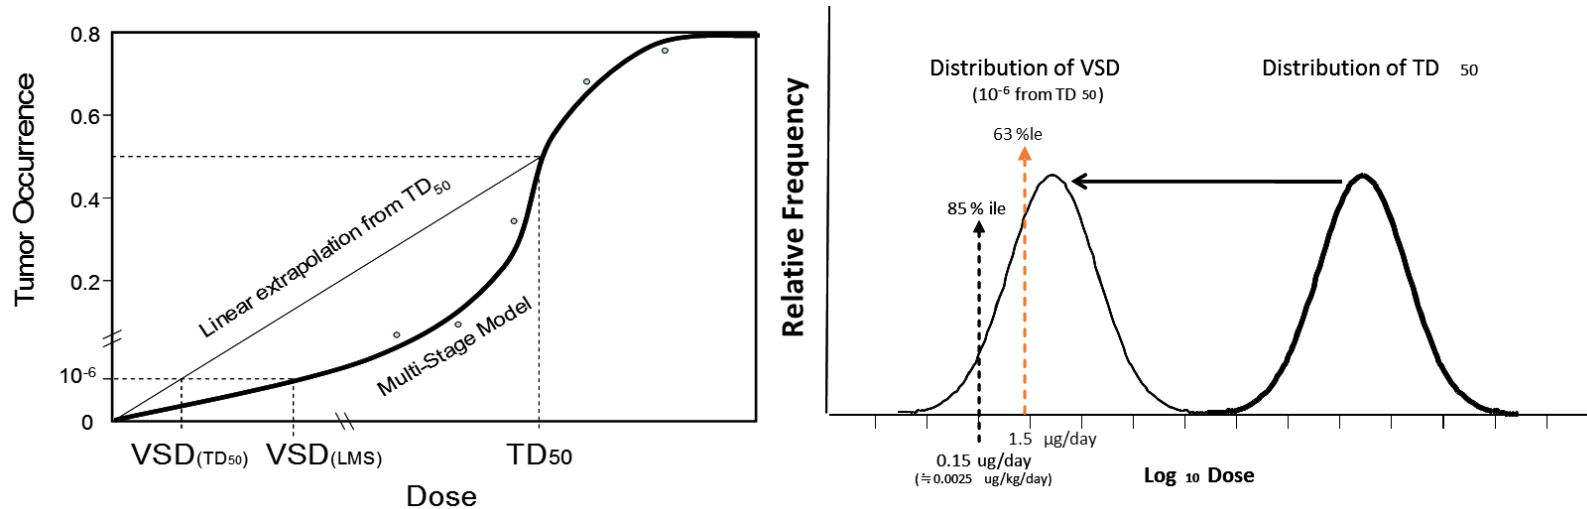 0.8
0.6
0.4
0.2
10-6
0
Tumor Occurrence
Linear extrapolation from TD50
Multi-Stage Model
VSD(TD50)
VSD(LMS)
TD50
Dose
Relative Frequency
Distribution of VSD
(10-6 from TD 50)
Distribution of TD 50
63 %le
85 % ile
1.5 µg/day
0.15 ug/day
(≒0.0025 ug/kg/day)
Log 10 Dose